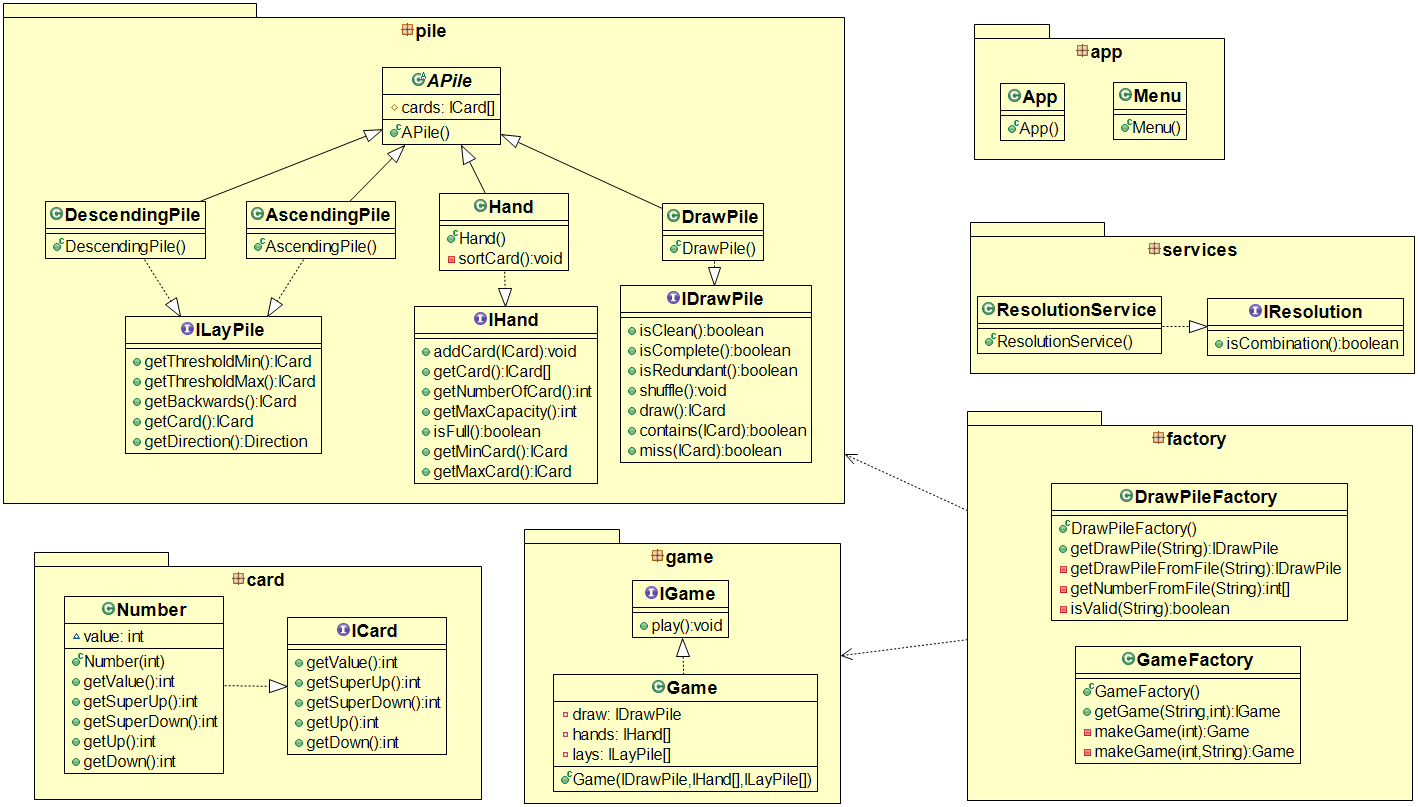 pile
APile
cards: ICard[]
APile()
DescendingPile
DescendingPile()
AscendingPile
AscendingPile()
Hand
Hand()
sortCard():void
DrawPile
DrawPile()
ILayPile
getThresholdMin():ICard
getThresholdMax():ICard
getBackwards():ICard
getCard():ICard
getDirection():Direction
IHand
addCard(ICard):void
getCard():ICard[]
getNumberOfCard():int
getMaxCapacity():int
isFull():boolean
getMinCard():ICard
getMaxCard():ICard
IDrawPile
isClean():boolean
isComplete():boolean
isRedundant():boolean
shuffle():void
draw():ICard
contains(ICard):boolean
miss(ICard):boolean
app
App
App()
Menu
Menu()
services
ResolutionService
ResolutionService()
IResolution
isCombination():boolean
factory
DrawPileFactory
DrawPileFactory()
getDrawPile(String):IDrawPile
getDrawPileFromFile(String):IDrawPile
getNumberFromFile(String):int[]
isValid(String):boolean
GameFactory
GameFactory()
getGame(String,int):IGame
makeGame(int):Game
makeGame(int,String):Game
card
Number
value: int
Number(int)
getValue():int
getSuperUp():int
getSuperDown():int
getUp():int
getDown():int
ICard
getValue():int
getSuperUp():int
getSuperDown():int
getUp():int
getDown():int
game
IGame
play():void
Game
draw: IDrawPile
hands: IHand[]
lays: ILayPile[]
Game(IDrawPile,IHand[],ILayPile[])